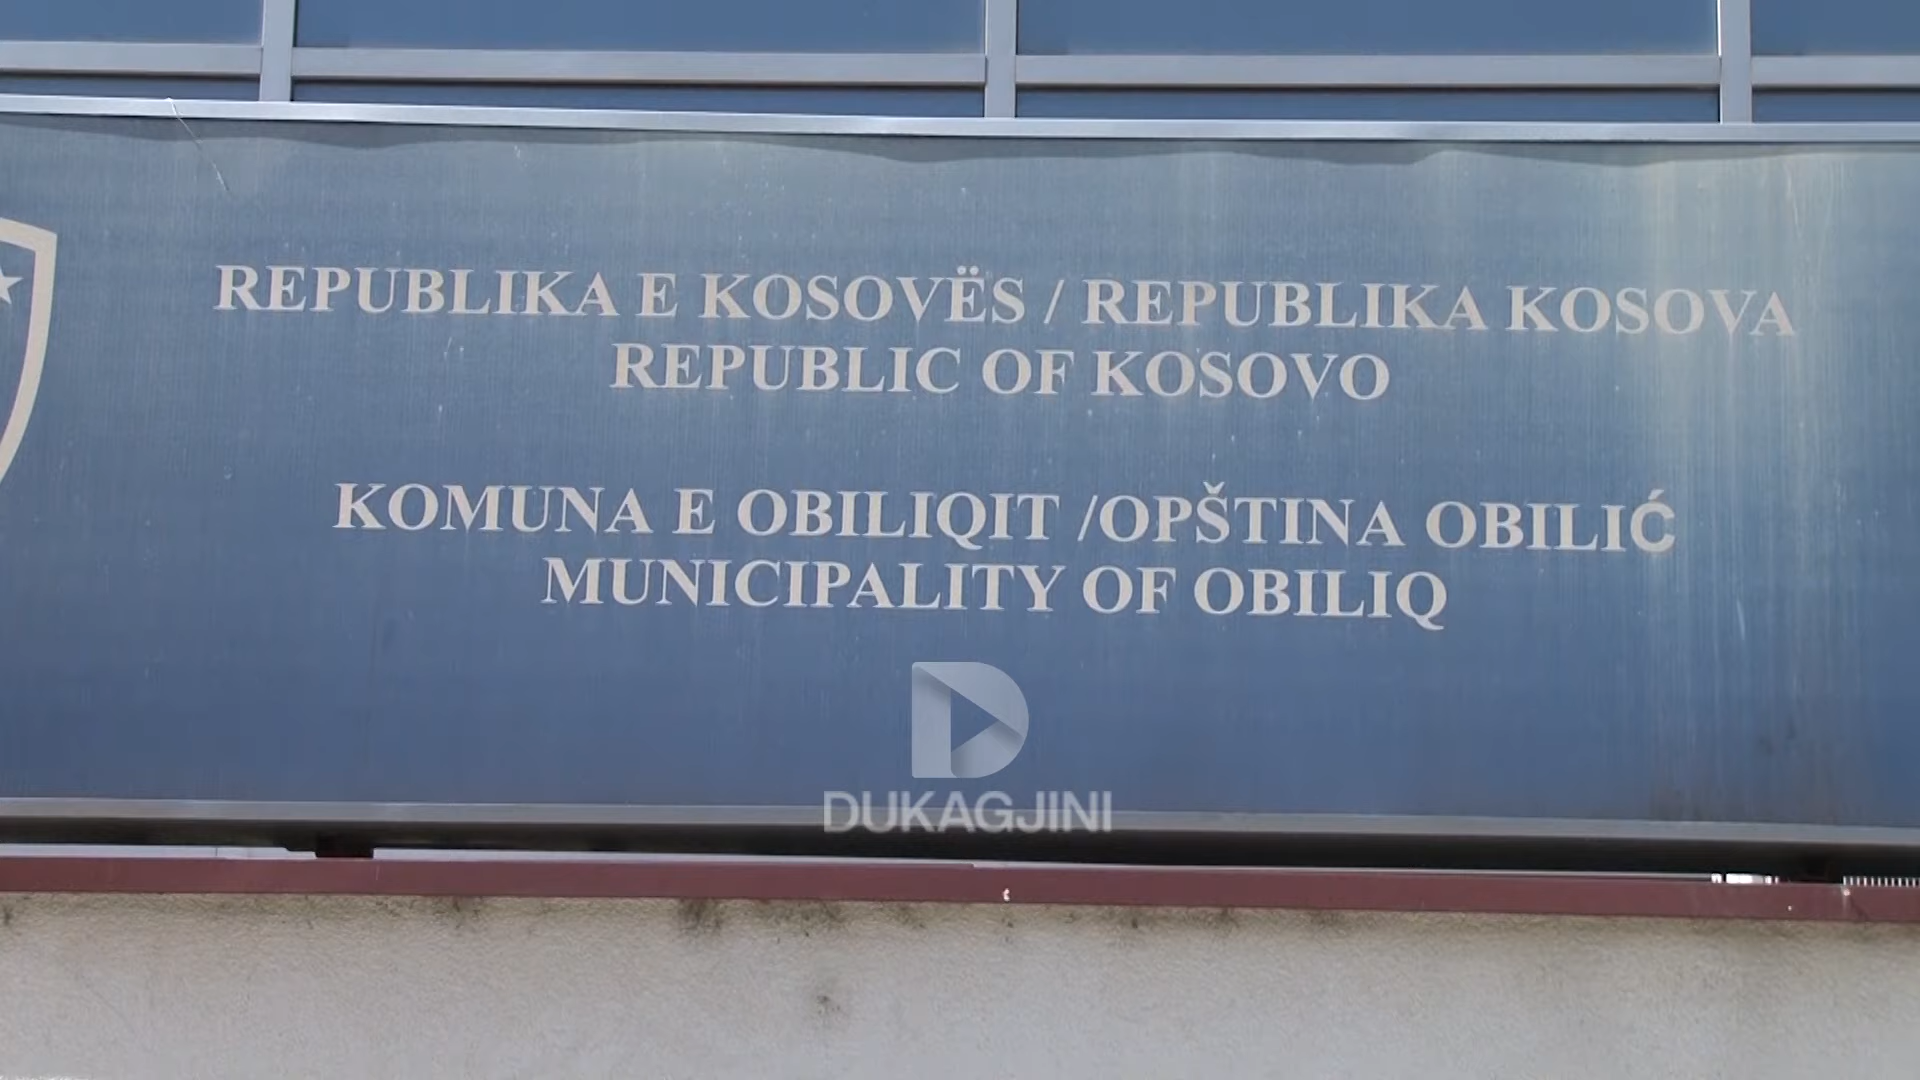 REPUBLIKA E KOSOVËS / REPUBLIKA KOSOVA
REPUBLIC OF KOSOVO
KOMUNA E OBILIQIT /OPŠTINA OBILIĆ
MUNICIPALITY OF OBILIQ
DUKAGJINI